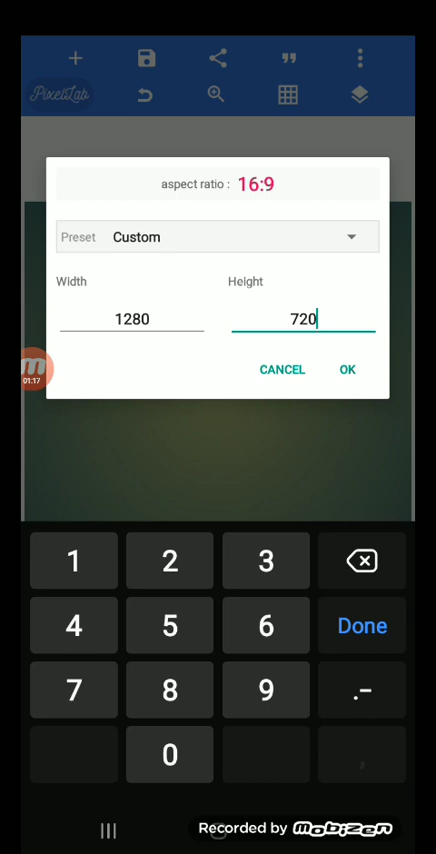 PixelLab
aspect ratio : 16:9
Preset Custom
Width Height
1280 720
01:17
CANCEL OK
1 2 3
4 5 6 Done
7 8 9 .-
0 ,
Recorded by mobizen